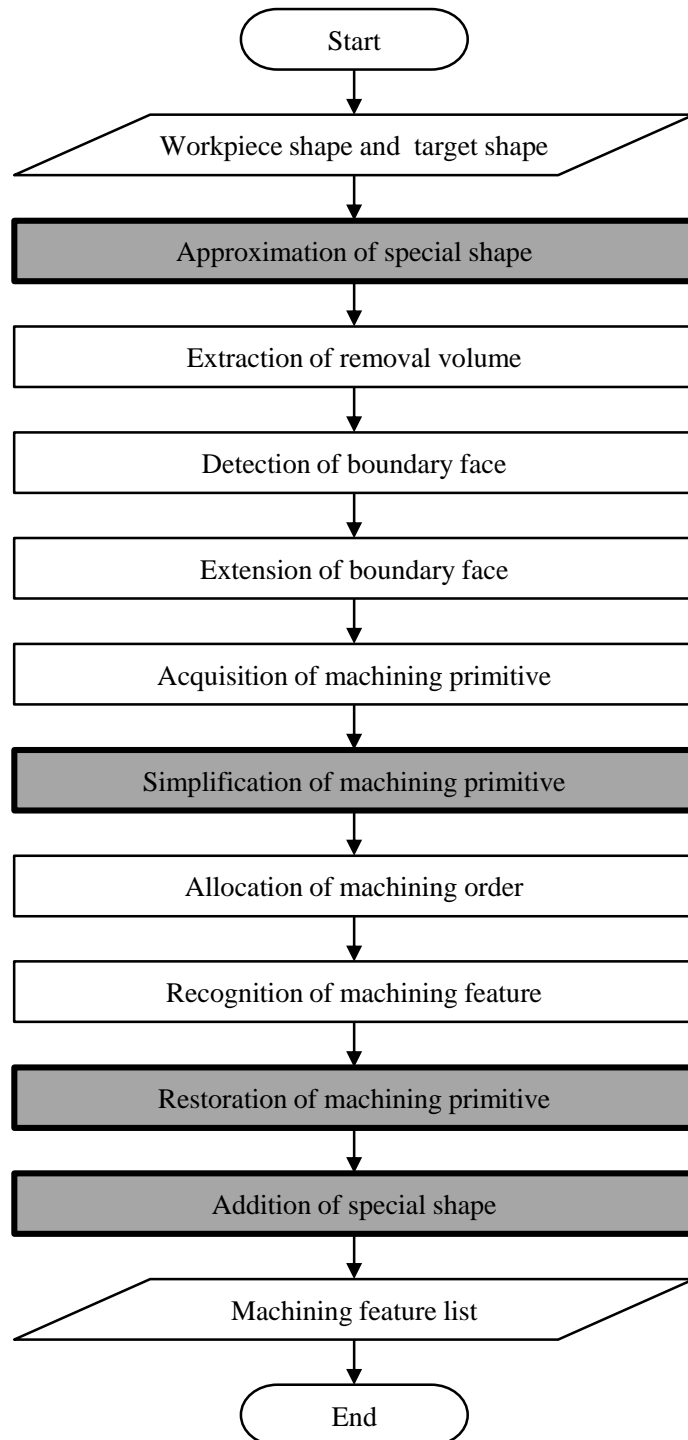 Start
Workpiece shape and target shape
Approximation of special shape
Extraction of removal volume
Detection of boundary face
Extension of boundary face
Acquisition of machining primitive
Simplification of machining primitive
Allocation of machining order
Recognition of machining feature
Restoration of machining primitive
Addition of special shape
Machining feature list
End